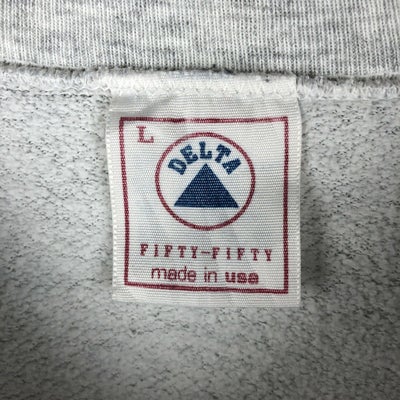 L
DELTA
FIFTY-FIFTY
made in usa